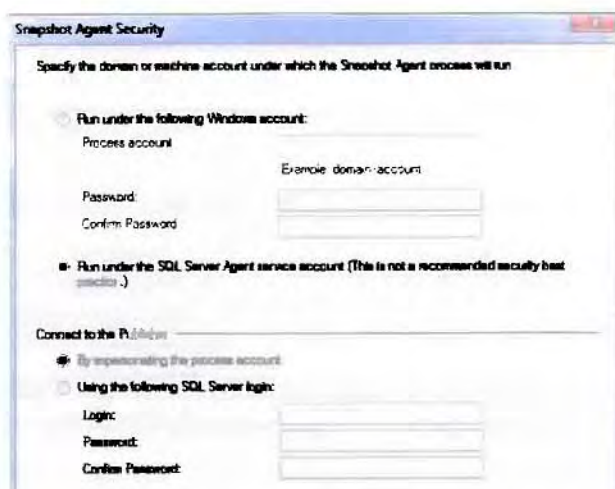 Snapshot Agent Security
Specify the domain or machine account under which the Snapshot Agent process will run
Run under the following Windows account:
Process account
Example: domain\account
Password:
Confirm Password
Run under the SQL Server Agent service account (This is not a recommended security best
practice.)
Connect to the Publisher
By impersonating the process account
Using the following SQL Server login:
Login:
Password:
Confirm Password: